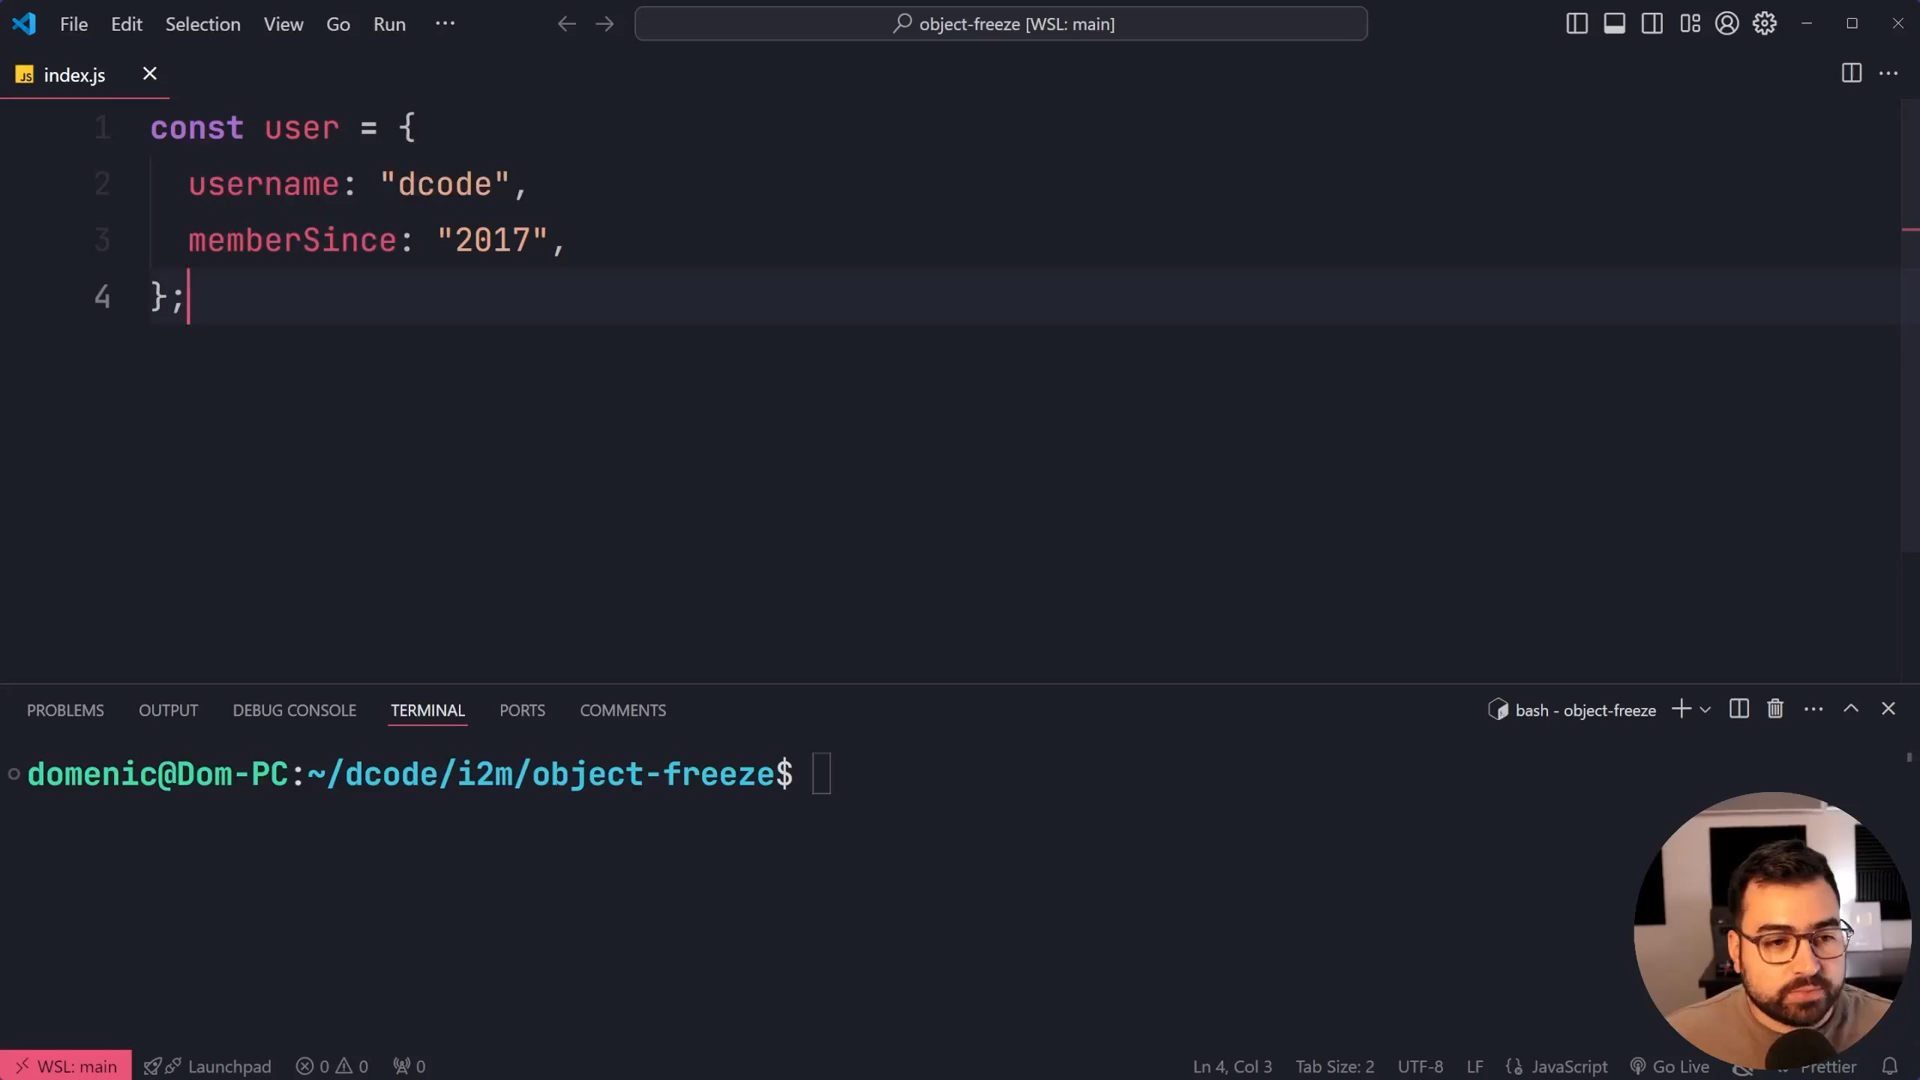 File Edit Selection View Go Run ··· object-freeze [WSL: main]
JS index.js
1 const user = {
2 username: "dcode",
3 memberSince: "2017",
4 };
PROBLEMS OUTPUT DEBUG CONSOLE TERMINAL PORTS COMMENTS bash - object-freeze
domenic@Dom-PC:~/dcode/i2m/object-freeze$
WSL: main Launchpad 0 0 0 Ln 4, Col 3 Tab Size: 2 UTF-8 LF {} JavaScript Go Live Prettier